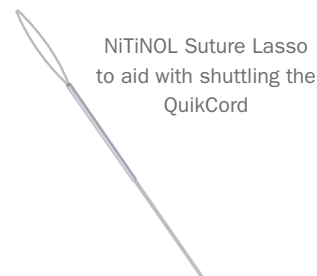 NiTiNOL Suture Lasso
to aid with shuttling the
QuikCord